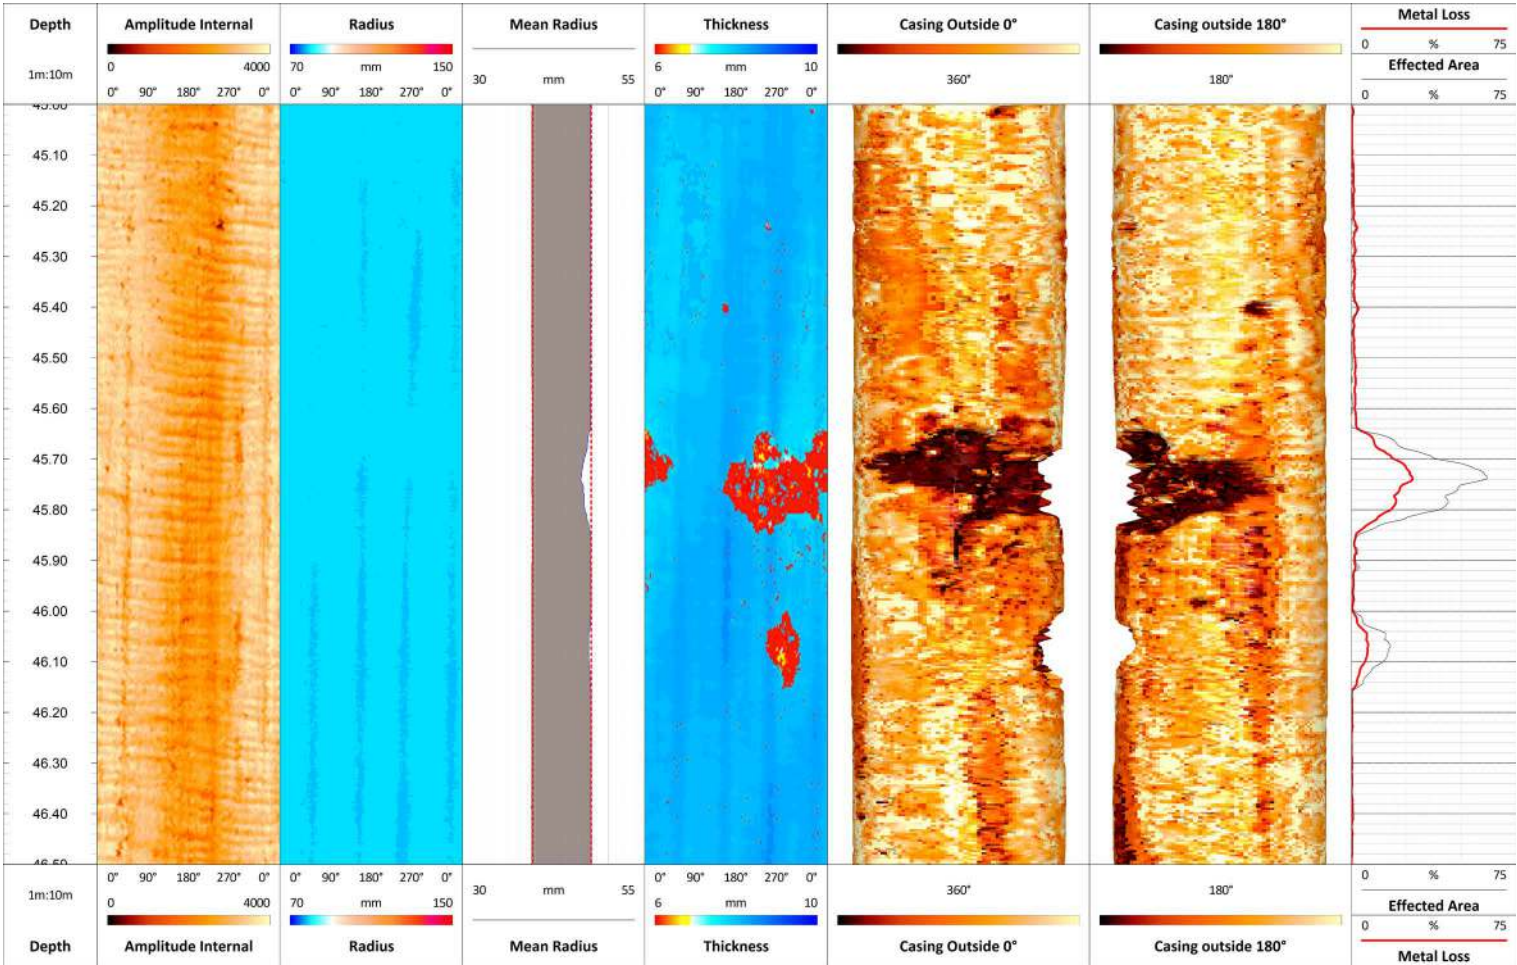 Depth Amplitude Internal Radius Mean Radius Thickness Casing Outside 0° Casing outside 180° Metal Loss
0 % 75
Effected Area
0 4000 70 mm 150 30 mm 55 6 mm 10 360° 180°
1m:10m
0° 90° 180° 270° 0° 0° 90° 180° 270° 0° 0° 90° 180° 270° 0° 0 % 75
45.00
45.10
45.20
45.30
45.40
45.50
45.60
45.70
45.80
45.90
46.00
46.10
46.20
46.30
46.40
46.50
0° 90° 180° 270° 0° 0° 90° 180° 270° 0° 0° 90° 180° 270° 0° 0 % 75
1m:10m
0 4000 70 mm 150 30 mm 55 6 mm 10 360° 180°
Effected Area
0 % 75
Depth Amplitude Internal Radius Mean Radius Thickness Casing Outside 0° Casing outside 180° Metal Loss